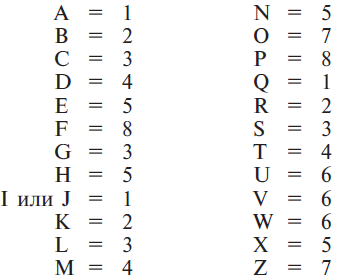 A = 1 N = 5
B = 2 O = 7
C = 3 P = 8
D = 4 Q = 1
E = 5 R = 2
F = 8 S = 3
G = 3 T = 4
H = 5 U = 6
I или J = 1 V = 6
K = 2 W = 6
L = 3 X = 5
M = 4 Z = 7